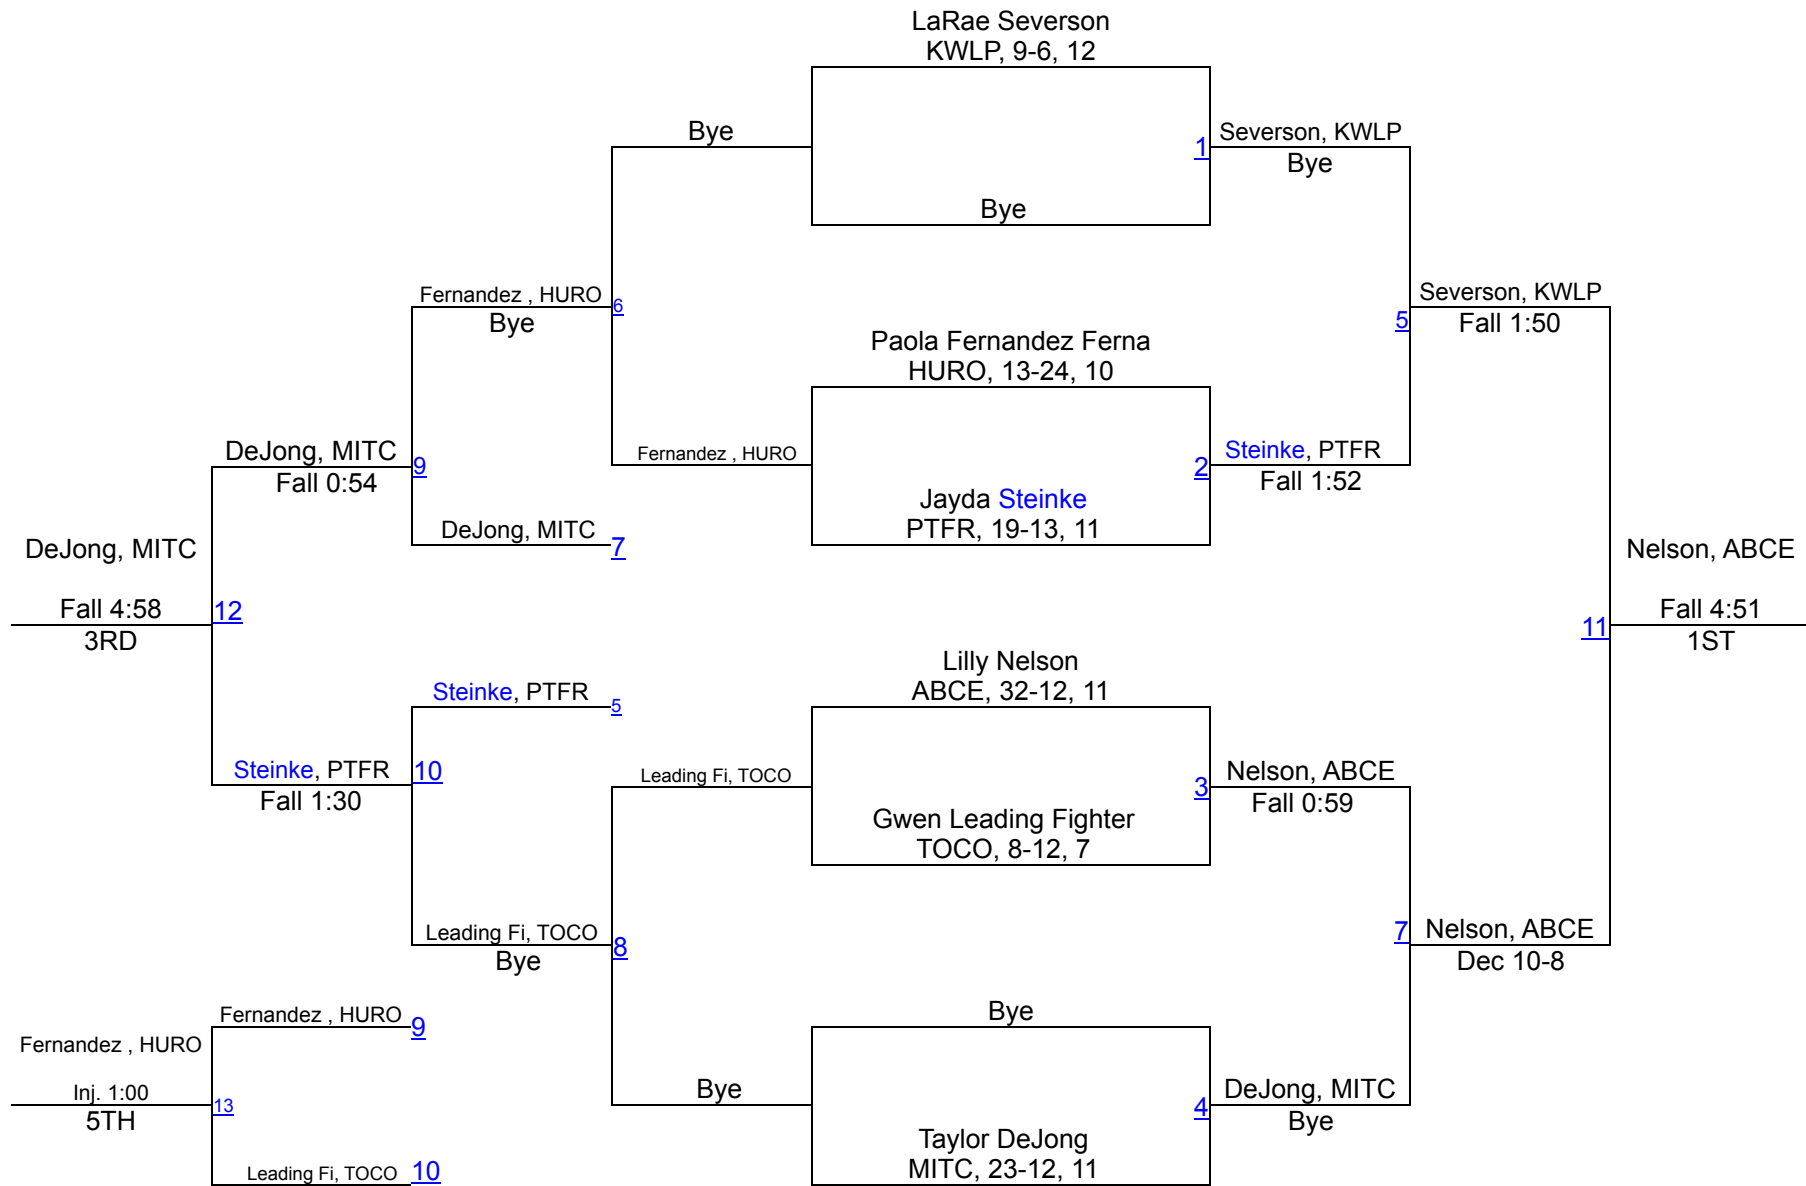 LaRae Severson
KWLP, 9-6, 12
Bye
1
Severson, KWLP
Bye
Bye
Fernandez , HURO
Bye
6
Severson, KWLP
Fall 1:50
5
Paola Fernandez Ferna
HURO, 13-24, 10
DeJong, MITC
Fall 0:54
9
Fernandez , HURO
2
Steinke, PTFR
Fall 1:52
Jayda Steinke
PTFR, 19-13, 11
DeJong, MITC
7
DeJong, MITC
Fall 4:58
3RD
12
Nelson, ABCE
Fall 4:51
1ST
11
Lilly Nelson
ABCE, 32-12, 11
Steinke, PTFR
5
Steinke, PTFR
Fall 1:30
10
Leading Fi, TOCO
3
Nelson, ABCE
Fall 0:59
Gwen Leading Fighter
TOCO, 8-12, 7
Leading Fi, TOCO
Bye
8
7
Nelson, ABCE
Dec 10-8
Bye
Fernandez , HURO
9
Fernandez , HURO
Inj. 1:00
5TH
13
Bye
4
DeJong, MITC
Bye
Taylor DeJong
MITC, 23-12, 11
Leading Fi, TOCO
10